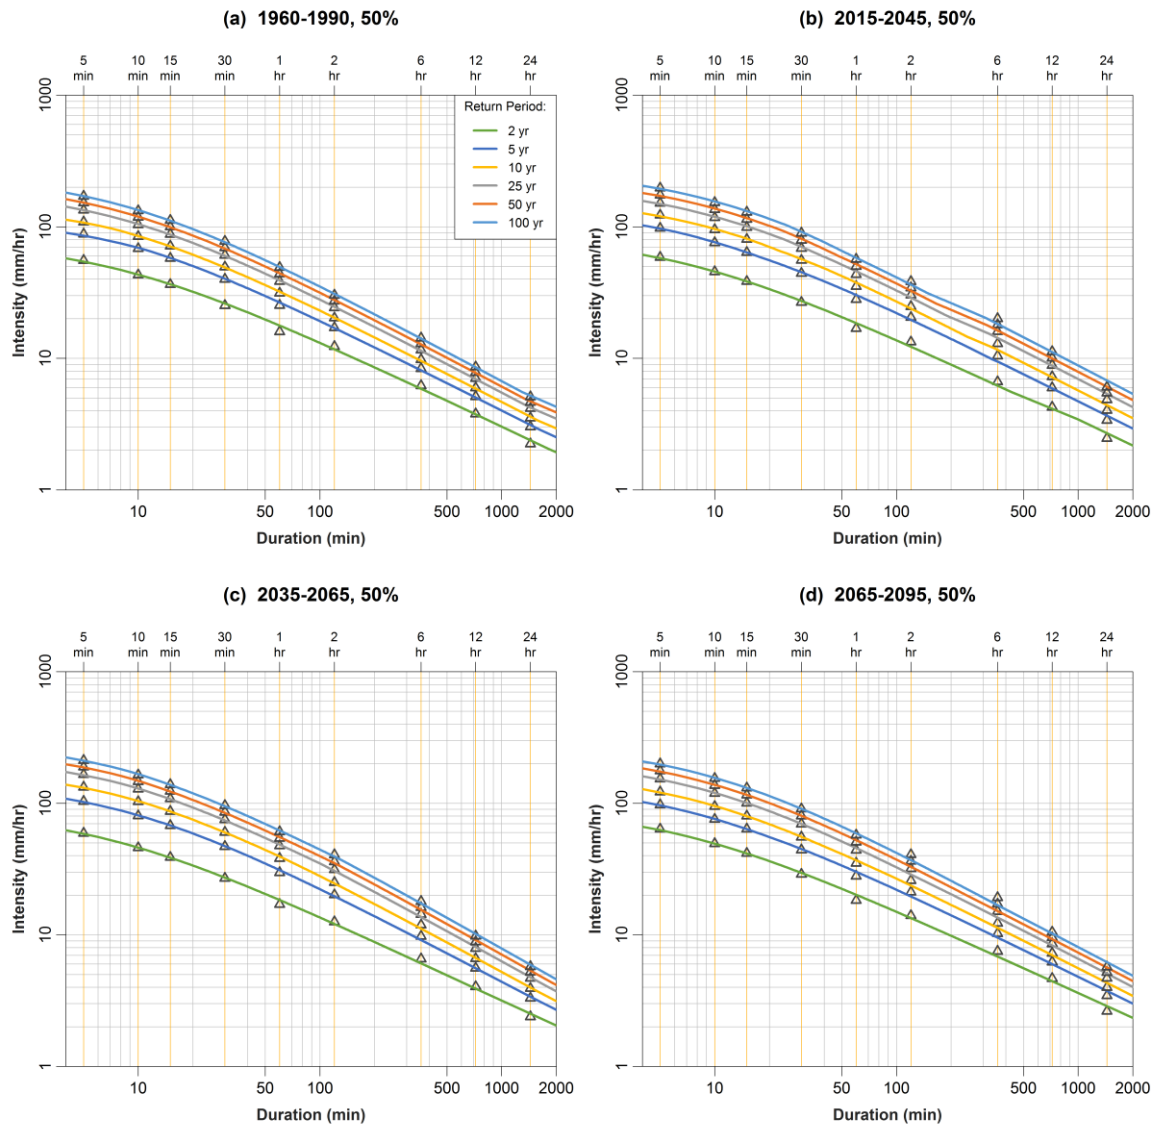 (a) 1960-1990, 50%
5 min 10 min 15 min 30 min 1 hr 2 hr 6 hr 12 hr 24 hr
Intensity (mm/hr)
1000
100
10
1
Return Period:
2 yr
5 yr
10 yr
25 yr
50 yr
100 yr
10 50 100 500 1000 2000
Duration (min)
(b) 2015-2045, 50%
5 min 10 min 15 min 30 min 1 hr 2 hr 6 hr 12 hr 24 hr
Intensity (mm/hr)
1000
100
10
1
10 50 100 500 1000 2000
Duration (min)
(c) 2035-2065, 50%
5 min 10 min 15 min 30 min 1 hr 2 hr 6 hr 12 hr 24 hr
Intensity (mm/hr)
1000
100
10
1
10 50 100 500 1000 2000
Duration (min)
(d) 2065-2095, 50%
5 min 10 min 15 min 30 min 1 hr 2 hr 6 hr 12 hr 24 hr
Intensity (mm/hr)
1000
100
10
1
10 50 100 500 1000 2000
Duration (min)